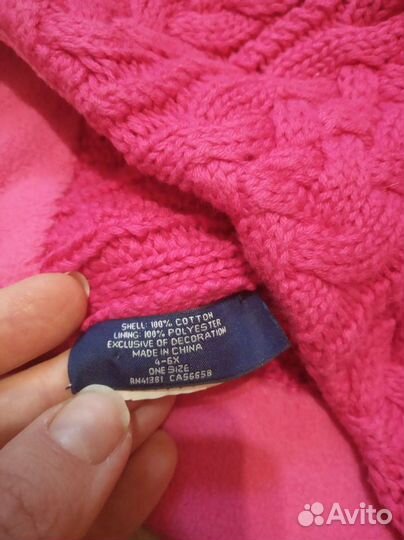 SHELL: 100% COTTON
LINING: 100% POLYESTER
EXCLUSIVE OF DECORATION
MADE IN CHINA
4-6X
ONE SIZE
RN41381 CA56658
Avito